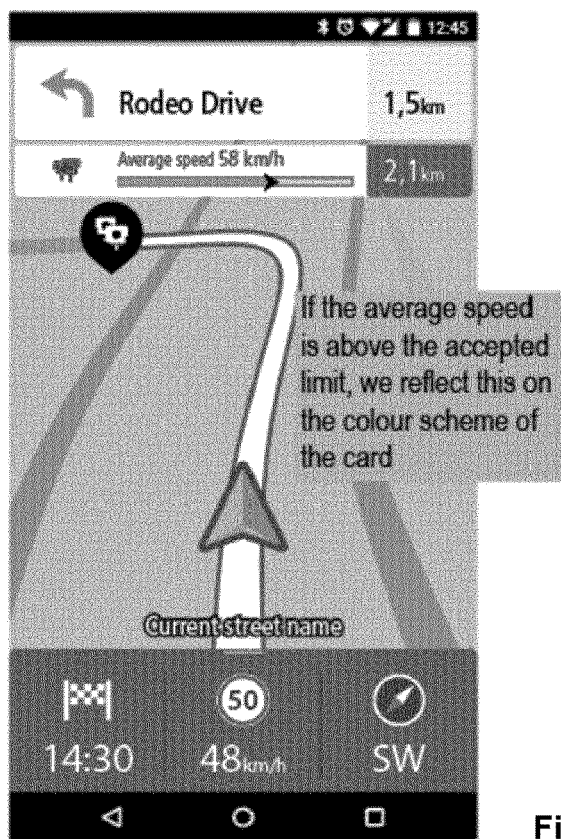 12:45
Rodeo Drive
1,5km
Average speed 58 km/h
2,1km
If the average speed
is above the accepted
limit, we reflect this on
the colour scheme of
the card
Current street name
50
14:30
48km/h
SW
Fi